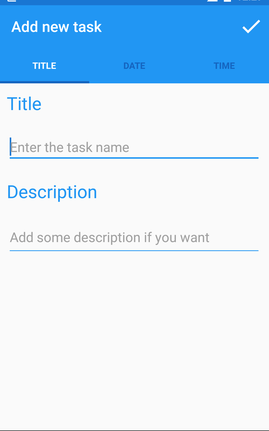 Add new task
TITLE DATE TIME
Title
Enter the task name
Description
Add some description if you want